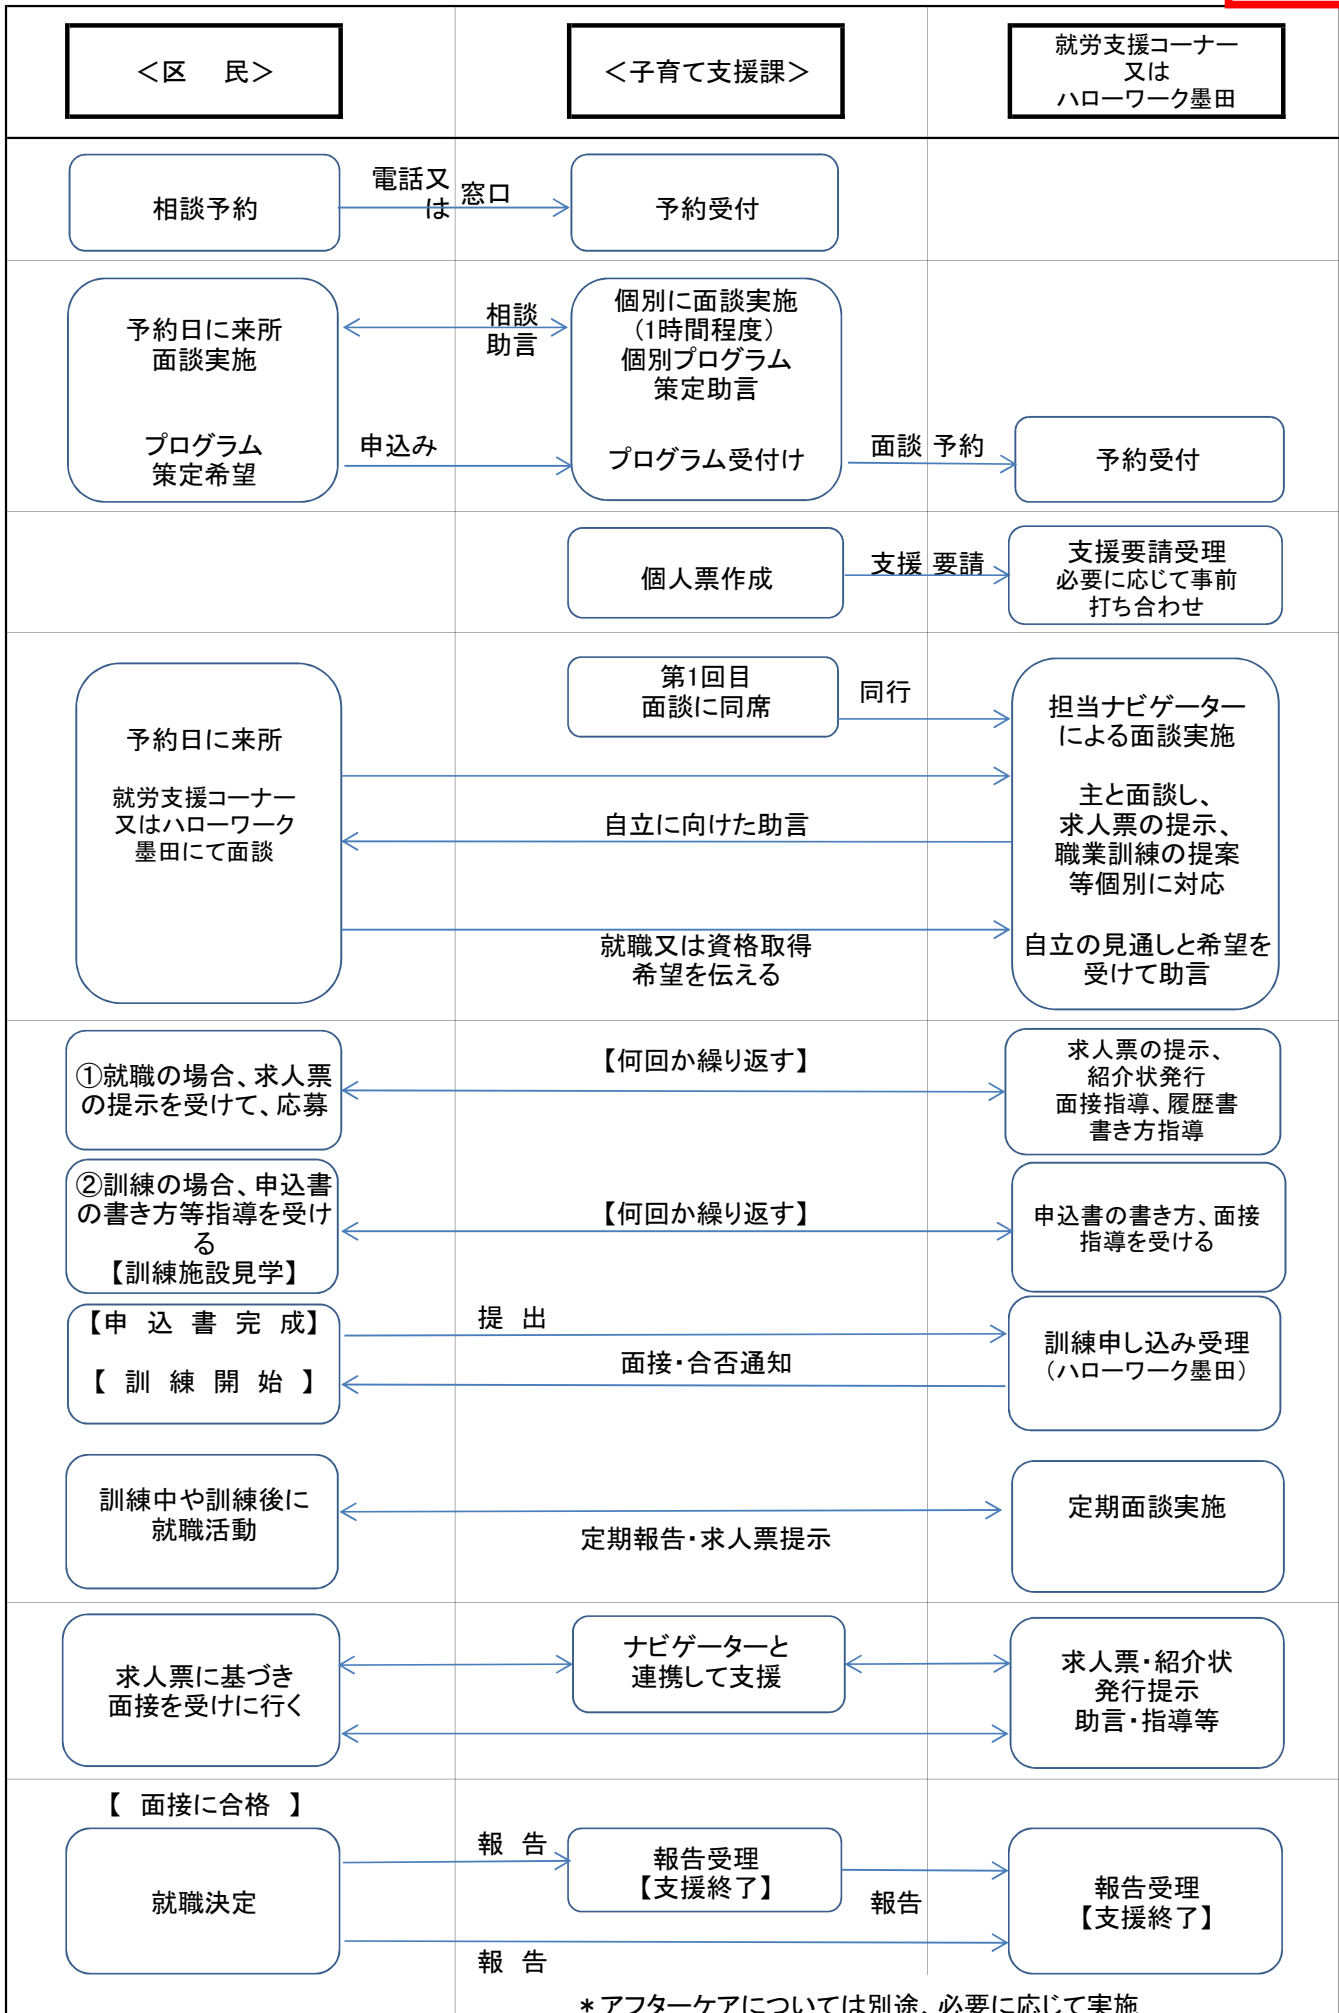 ＜区　民＞
＜子育て支援課＞
就労支援コーナー
又は
ハローワーク墨田
相談予約
電話又
は
窓口
予約受付
予約日に来所
面談実施
プログラム
策定希望
相談
助言
申込み
個別に面談実施
（1時間程度）
個別プログラム
策定助言
プログラム受付け
面談 予約
予約受付
個人票作成
支援 要請
支援要請受理
必要に応じて事前
打ち合わせ
予約日に来所
就労支援コーナー
又はハローワーク
墨田にて面談
第1回目
面談に同席
同行
自立に向けた助言
就職又は資格取得
希望を伝える
担当ナビゲーター
による面談実施
主と面談し、
求人票の提示、
職業訓練の提案
等個別に対応
自立の見通しと希望を
受けて助言
①就職の場合、求人票
の提示を受けて、応募
【何回か繰り返す】
求人票の提示、
紹介状発行
面接指導、履歴書
書き方指導
②訓練の場合、申込書
の書き方等指導を受け
る
【訓練施設見学】
【何回か繰り返す】
申込書の書き方、面接
指導を受ける
【申 込 書 完 成】
【 訓 練 開 始 】
提 出
面接・合否通知
訓練申し込み受理
（ハローワーク墨田）
訓練中や訓練後に
就職活動
定期報告・求人票提示
定期面談実施
求人票に基づき
面接を受けに行く
ナビゲーターと
連携して支援
求人票・紹介状
発行提示
助言・指導等
【 面接に合格 】
就職決定
報 告
報告受理
【支援終了】
報告
報 告
報告受理
【支援終了】
＊アフターケアについては別途、必要に応じて実施